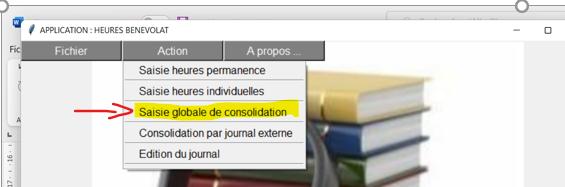 APPLICATION : HEURES BENEVOLAT
Fichier Action A propos ...
Saisie heures permanence
Saisie heures individuelles
Saisie globale de consolidation
Consolidation par journal externe
Edition du journal